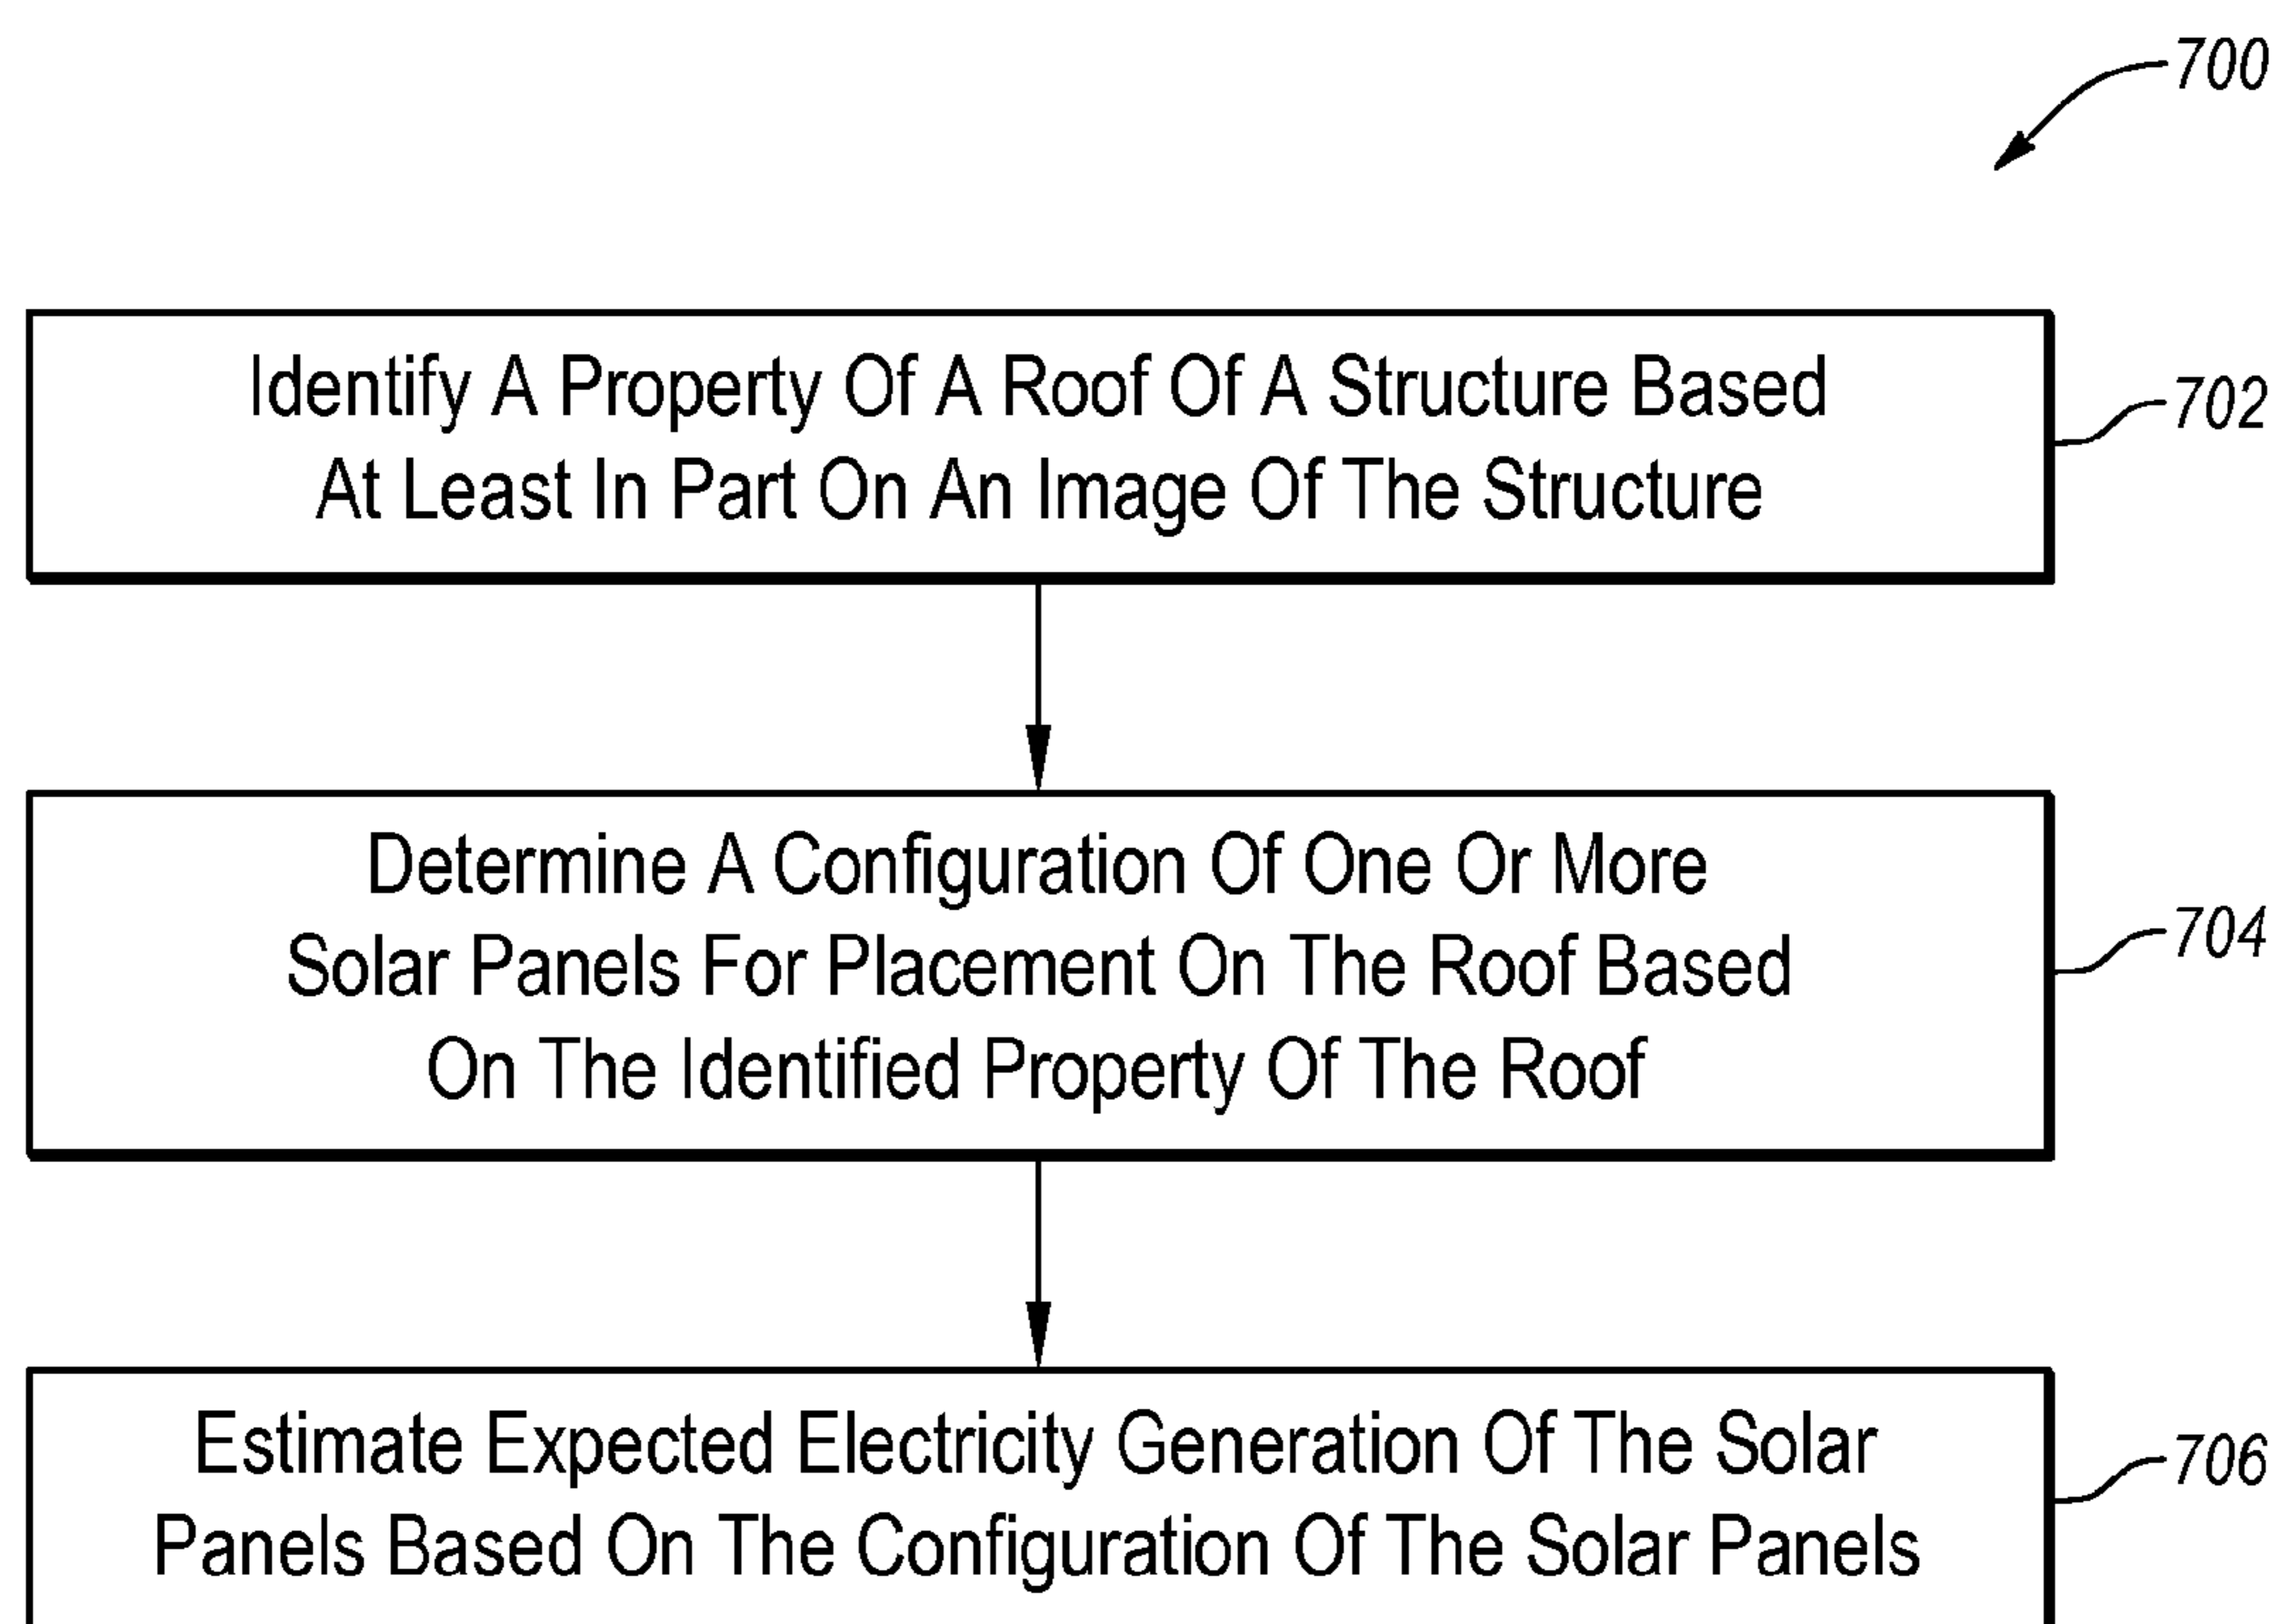 700
Identify A Property Of A Roof Of A Structure Based
At Least In Part On An Image Of The Structure
702
Determine A Configuration Of One Or More
Solar Panels For Placement On The Roof Based
On The Identified Property Of The Roof
704
Estimate Expected Electricity Generation Of The Solar
Panels Based On The Configuration Of The Solar Panels
706